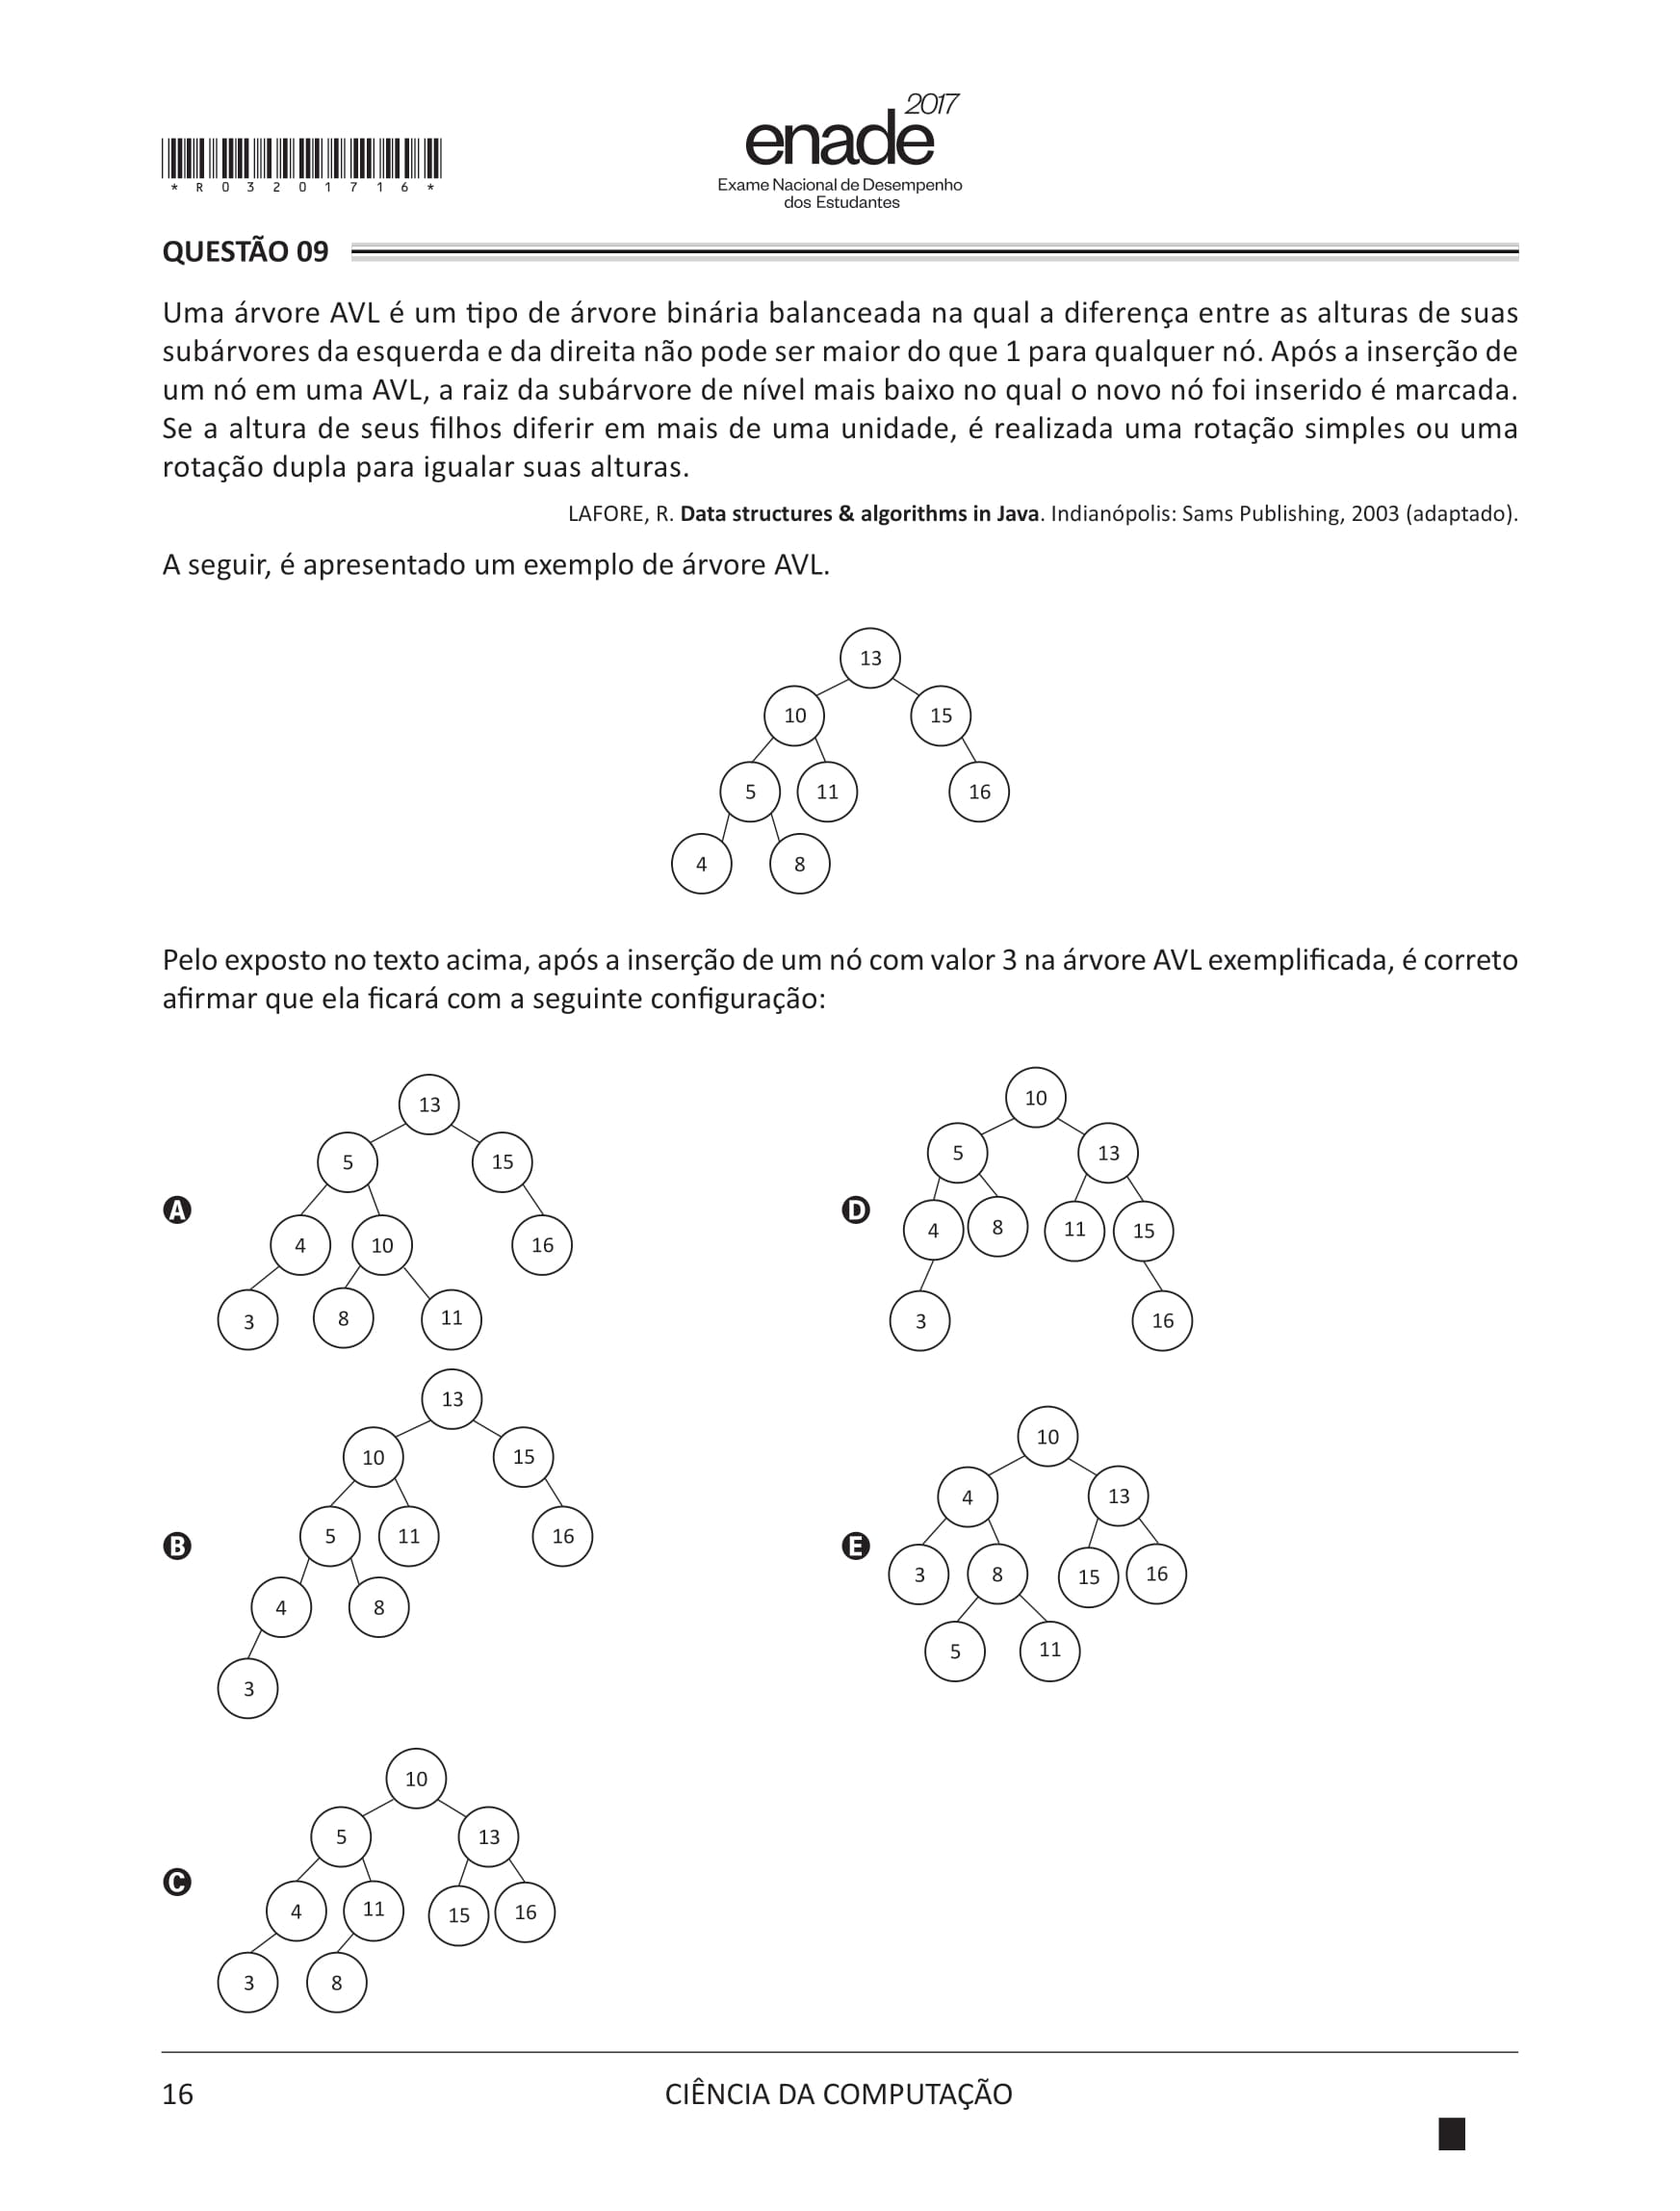 2017
enade
Exame Nacional de Desempenho
dos Estudantes
*R03201716*
QUESTÃO 09
Uma árvore AVL é um tipo de árvore binária balanceada na qual a diferença entre as alturas de suas
subárvores da esquerda e da direita não pode ser maior do que 1 para qualquer nó. Após a inserção de
um nó em uma AVL, a raiz da subárvore de nível mais baixo no qual o novo nó foi inserido é marcada.
Se a altura de seus filhos diferir em mais de uma unidade, é realizada uma rotação simples ou uma
rotação dupla para igualar suas alturas.
LAFORE, R. Data structures & algorithms in Java. Indianópolis: Sams Publishing, 2003 (adaptado).
A seguir, é apresentado um exemplo de árvore AVL.
13
10 15
5 11 16
4 8
Pelo exposto no texto acima, após a inserção de um nó com valor 3 na árvore AVL exemplificada, é correto
afirmar que ela ficará com a seguinte configuração:
A
13
5 15
4 10 16
3 8 11
B
13
10 15
5 11 16
4 8
3
C
10
5 13
4 11 15 16
3 8
D
10
5 13
4 8 11 15
3 16
E
10
4 13
3 8 15 16
5 11
16
CIÊNCIA DA COMPUTAÇÃO